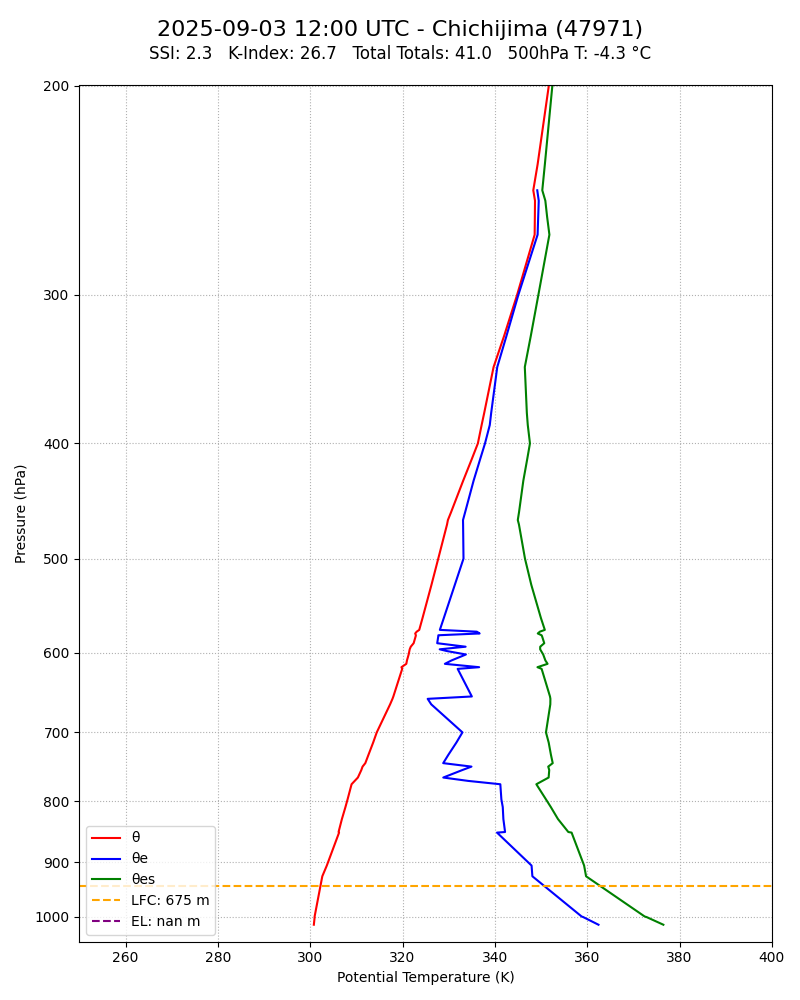 2025-09-03 12:00 UTC - Chichijima (47971)
SSI: 2.3   K-Index: 26.7   Total Totals: 41.0   500hPa T: -4.3 °C
200
300
400
500
600
700
800
900
1000
Pressure (hPa)
θ
θe
θes
LFC: 675 m
EL: nan m
260 280 300 320 340 360 380 400
Potential Temperature (K)